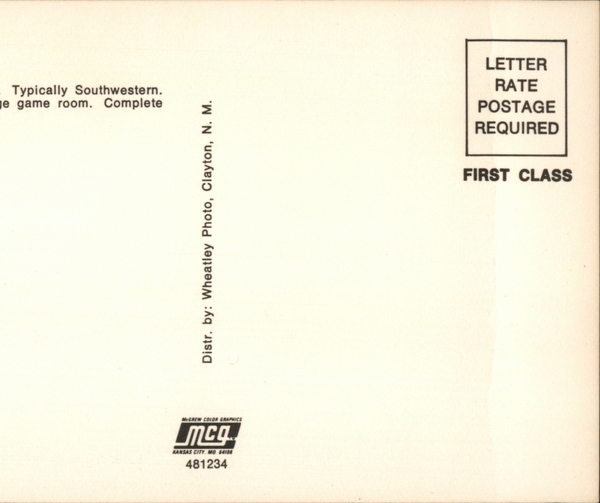 . Typically Southwestern.
ge game room. Complete
Distr. by: Wheatley Photo, Clayton, N. M.
LETTER
RATE
POSTAGE
REQUIRED
FIRST CLASS
McGREW COLOR GRAPHICS
mcg
KANSAS CITY, MO 64108
481234